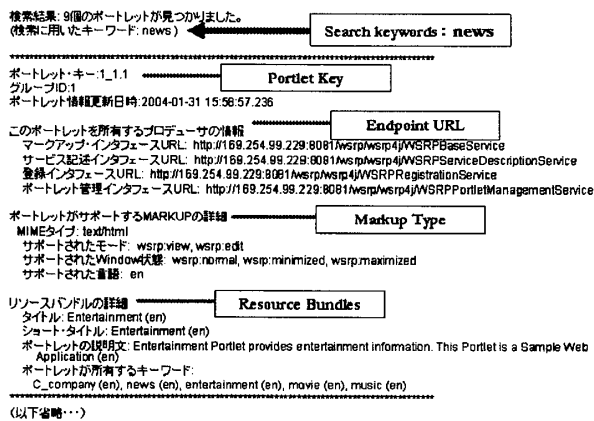 検索結果: 9個のポートレットが見つかりました。
(検索に用いたキーワード: news )
Search keywords : news
******************************************************************
ポートレット・キー:1_1.1
Portlet Key
グループID:1
ポートレット情報更新日時:2004-01-31 15:56:57.236
このポートレットを所有するプロデューサの情報
Endpoint URL
マークアップ・インタフェースURL: http://169.254.99.229:8081/wsrp/wsrp4j/WSRPBaseService
サービス記述インタフェースURL: http://169.254.99.229:8081/wsrp/wsrp4j/WSRPServiceDescriptionService
登録インタフェースURL: http://169.254.99.229:8081/wsrp/wsrp4j/WSRPRegistrationService
ポートレット管理インタフェースURL: http://169.254.99.229:8081/wsrp/wsrp4j/WSRPPortletManagementService
ポートレットがサポートするMARKUPの詳細
Markup Type
MIMEタイプ: text/html
サポートされたモード: wsrp:view, wsrp:edit
サポートされたWindow状態: wsrp:normal, wsrp:minimized, wsrp:maximized
サポートされた言語: en
リソースバンドルの詳細
Resource Bundles
タイトル: Entertainment (en)
ショート・タイトル: Entertainment (en)
ポートレットの説明文: Entertainment Portlet provides entertainment information. This Portlet is a Sample Web
Application (en)
ポートレットが所有するキーワード:
C_company (en), news (en), entertainment (en), movie (en), music (en)
******************************************************************
(以下省略・・・)